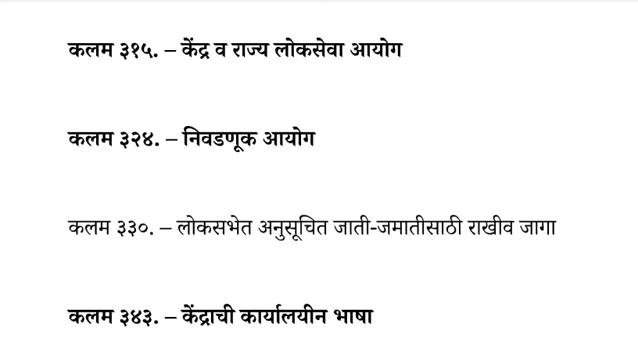 कलम ३१५. – केंद्र व राज्य लोकसेवा आयोग
कलम ३२४. – निवडणूक आयोग
कलम ३३०. – लोकसभेत अनुसूचित जाती-जमातीसाठी राखीव जागा
कलम ३४३. – केंद्राची कार्यालयीन भाषा